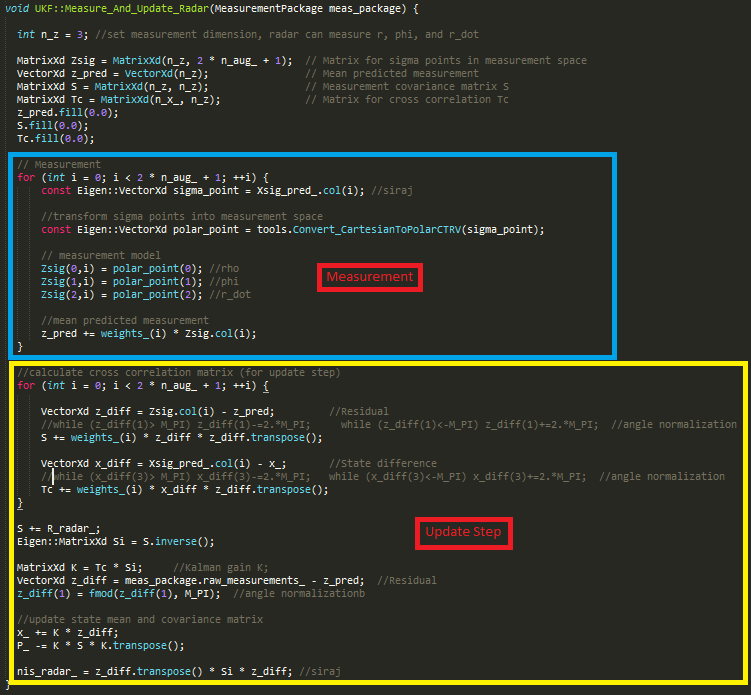 void UKF::Measure_And_Update_Radar(MeasurementPackage meas_package) {
int n_z = 3; //set measurement dimension, radar can measure r, phi, and r_dot
MatrixXd Zsig = MatrixXd(n_z, 2 * n_aug_ + 1); // Matrix for sigma points in measurement space
VectorXd z_pred = VectorXd(n_z); // Mean predicted measurement
MatrixXd S = MatrixXd(n_z, n_z); // Measurement covariance matrix S
MatrixXd Tc = MatrixXd(n_x_, n_z); // Matrix for cross correlation Tc
z_pred.fill(0.0);
S.fill(0.0);
Tc.fill(0.0);
// Measurement
for (int i = 0; i < 2 * n_aug_ + 1; ++i) {
const Eigen::VectorXd sigma_point = Xsig_pred_.col(i); //siraj
//transform sigma points into measurement space
const Eigen::VectorXd polar_point = tools.Convert_CartesianToPolarCTRV(sigma_point);
// measurement model
Zsig(0,i) = polar_point(0); //rho
Zsig(1,i) = polar_point(1); //phi
Zsig(2,i) = polar_point(2); //r_dot
Measurement
//mean predicted measurement
z_pred += weights_(i) * Zsig.col(i);
}
//calculate cross correlation matrix (for update step)
for (int i = 0; i < 2 * n_aug_ + 1; ++i) {
VectorXd z_diff = Zsig.col(i) - z_pred; //Residual
//while (z_diff(1)> M_PI) z_diff(1)-=2.*M_PI; while (z_diff(1)<-M_PI) z_diff(1)+=2.*M_PI; //angle normalization
S += weights_(i) * z_diff * z_diff.transpose();
VectorXd x_diff = Xsig_pred_.col(i) - x_; //State difference
//while (x_diff(3)> M_PI) x_diff(3)-=2.*M_PI; while (x_diff(3)<-M_PI) x_diff(3)+=2.*M_PI; //angle normalization
Tc += weights_(i) * x_diff * z_diff.transpose();
}
S += R_radar_;
Eigen::MatrixXd Si = S.inverse();
Update Step
MatrixXd K = Tc * Si; //Kalman gain K;
VectorXd z_diff = meas_package.raw_measurements_ - z_pred; //Residual
z_diff(1) = fmod(z_diff(1), M_PI); //angle normalizationb
//update state mean and covariance matrix
x_ += K * z_diff;
P_ -= K * S * K.transpose();
nis_radar_ = z_diff.transpose() * Si * z_diff; //siraj
}